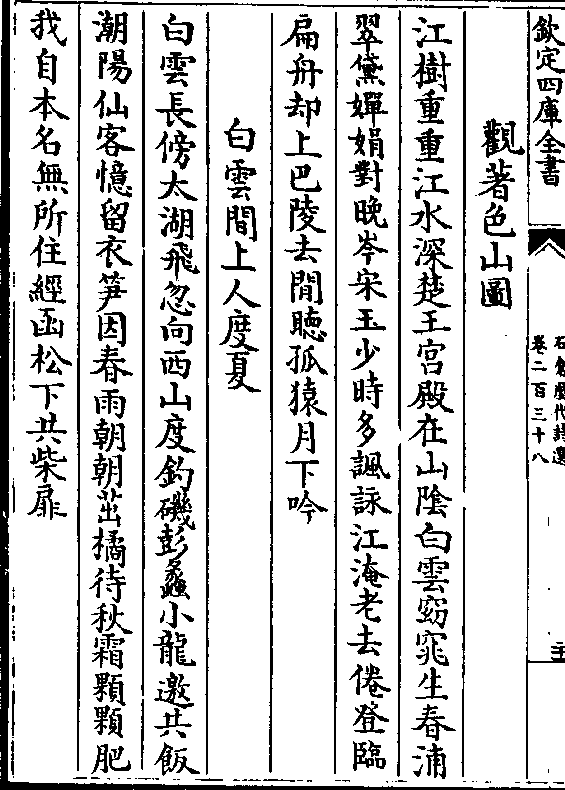 欽定四庫全書
石倉歷代詩選
卷二百三十八
觀著色山圖
江樹重重江水深楚王宮殿在山陰白雲窈窕生春浦
翠黛嬋娟對晚岑宋玉少時多諷詠江淹老去倦登臨
扁舟却上巴陵去閒聽孤猿月下吟
白雲閒上人度夏
白雲長傍太湖飛忽向西山度釣磯彭蠡小龍邀共飯
潮陽仙客憶留衣笋因春雨朝朝茁橘待秋霜顆顆肥
我自本名無所住經函松下共柴扉